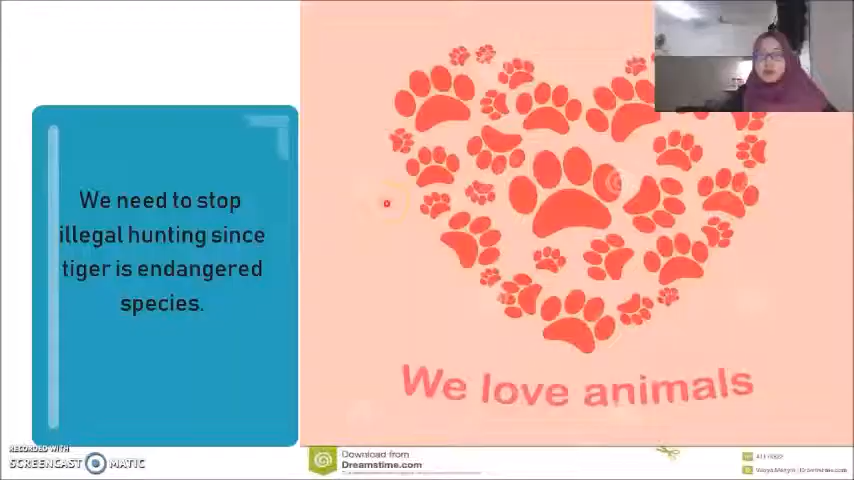 We need to stop
illegal hunting since
tiger is endangered
species.
We love animals
RECORDED WITH
SCREENCAST MATIC
Download from
Dreamstime.com